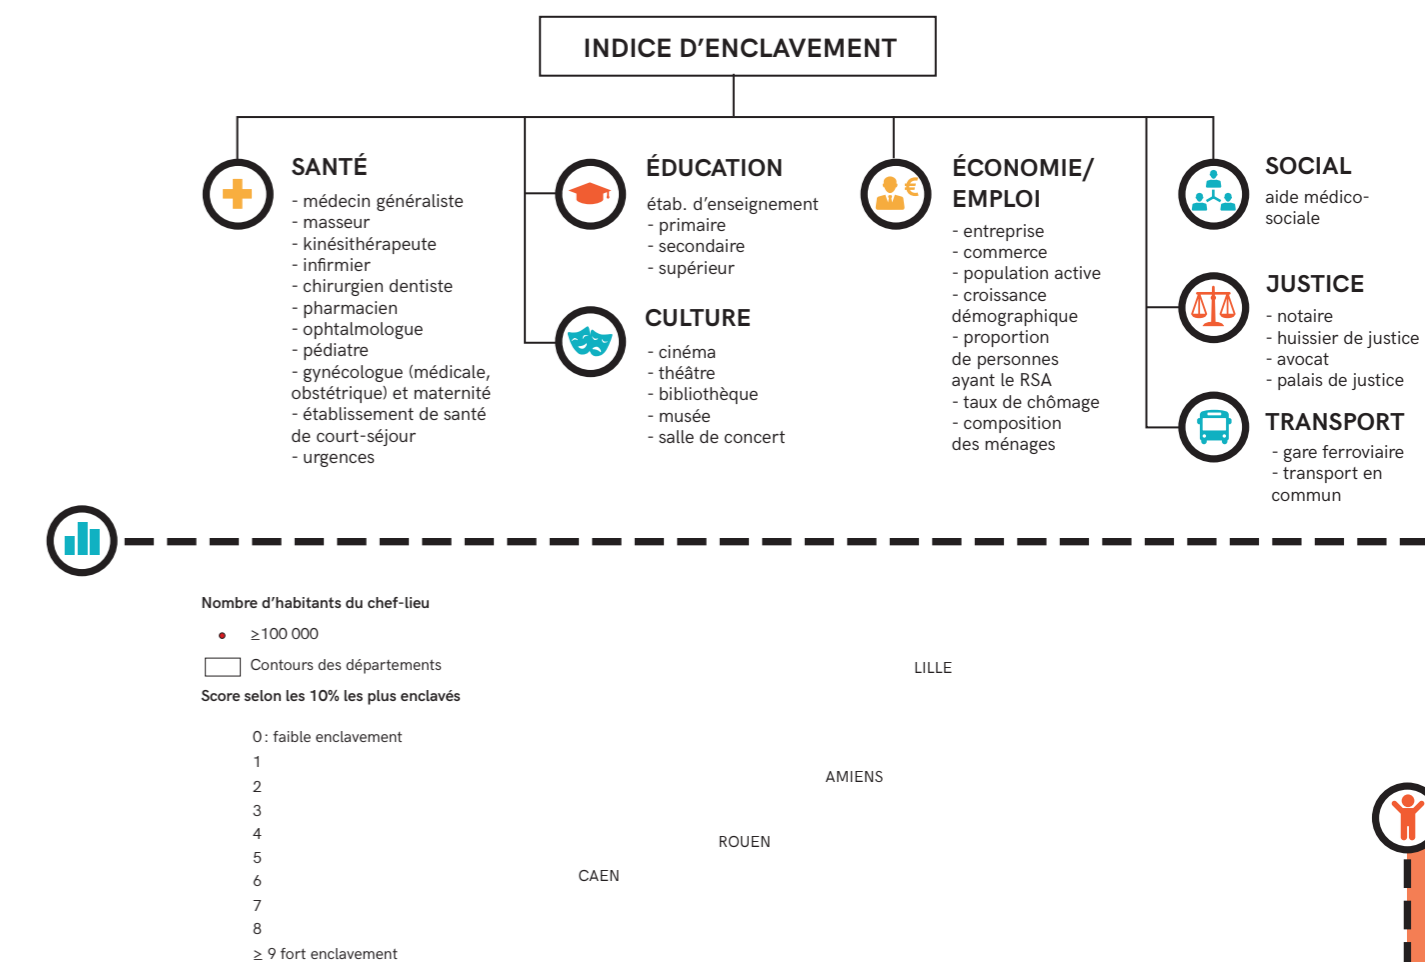 INDICE D'ENCLAVEMENT
SANTÉ
- médecin généraliste
- masseur
- kinésithérapeute
- infirmier
- chirurgien dentiste
- pharmacien
- ophtalmologue
- pédiatre
- gynécologue (médicale,
obstétrique) et maternité
- établissement de santé
de court-séjour
- urgences
ÉDUCATION
étab. d'enseignement
- primaire
- secondaire
- supérieur
CULTURE
- cinéma
- théâtre
- bibliothèque
- musée
- salle de concert
ÉCONOMIE/
EMPLOI
- entreprise
- commerce
- population active
- croissance
démographique
- proportion
de personnes
ayant le RSA
- taux de chômage
- composition
des ménages
SOCIAL
aide médico-
sociale
JUSTICE
- notaire
- huissier de justice
- avocat
- palais de justice
TRANSPORT
- gare ferroviaire
- transport en
commun
Nombre d'habitants du chef-lieu
≥100 000
Contours des départements
Score selon les 10% les plus enclavés
0 : faible enclavement
1
2
3
4
5
6
7
8
≥ 9 fort enclavement
LILLE
AMIENS
ROUEN
CAEN